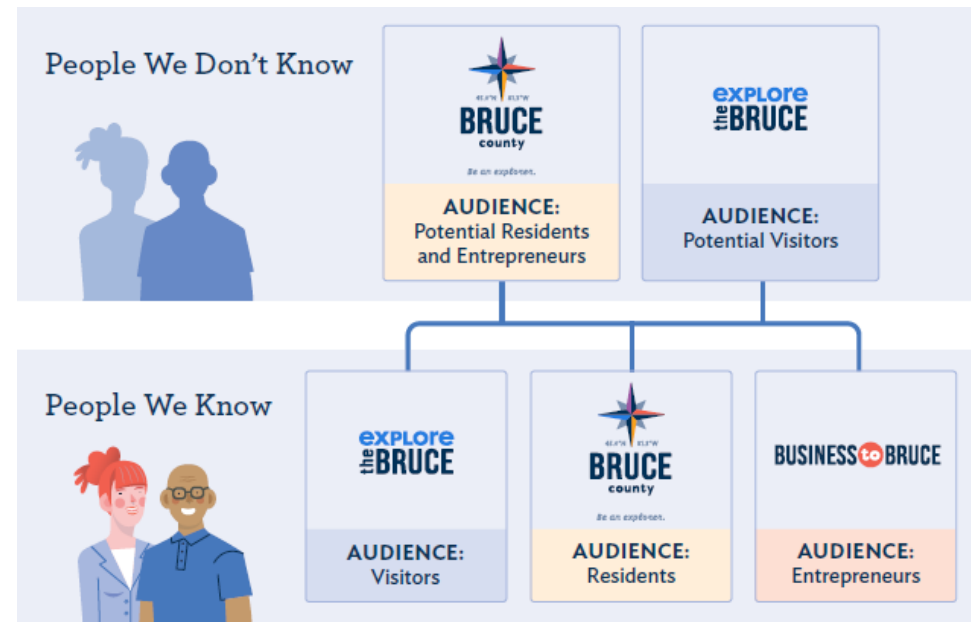 People We Don't Know
BRUCE
county
Be an explorer.
AUDIENCE:
Potential Residents
and Entrepreneurs
explore
the BRUCE
AUDIENCE:
Potential Visitors
People We Know
explore
the BRUCE
AUDIENCE:
Visitors
BRUCE
county
Be an explorer.
AUDIENCE:
Residents
BUSINESS to BRUCE
AUDIENCE:
Entrepreneurs